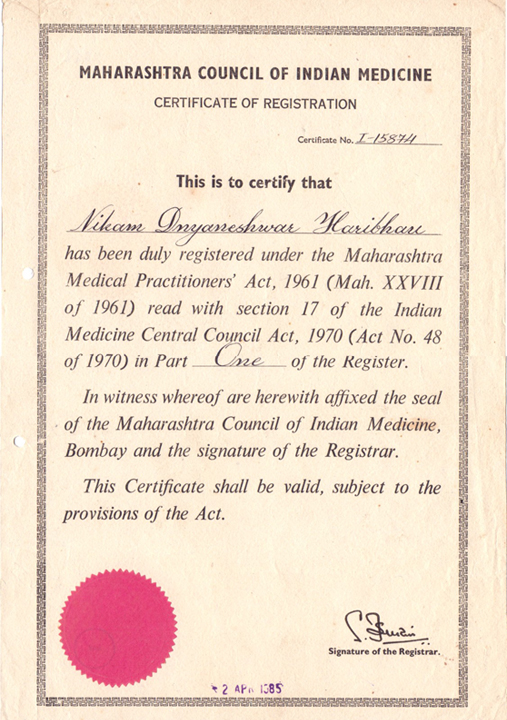 MAHARASHTRA COUNCIL OF INDIAN MEDICINE
CERTIFICATE OF REGISTRATION
Certificate No. I-15874
This is to certify that
Nikam Dnyaneshwar Haribhau
has been duly registered under the Maharashtra
Medical Practitioners' Act, 1961 (Mah. XXVIII
of 1961) read with section 17 of the Indian
Medicine Central Council Act, 1970 (Act No. 48
of 1970) in Part One of the Register.
In witness whereof are herewith affixed the seal
of the Maharashtra Council of Indian Medicine,
Bombay and the signature of the Registrar.
This Certificate shall be valid, subject to the
provisions of the Act.
Signature of the Registrar.
2 APR 1985